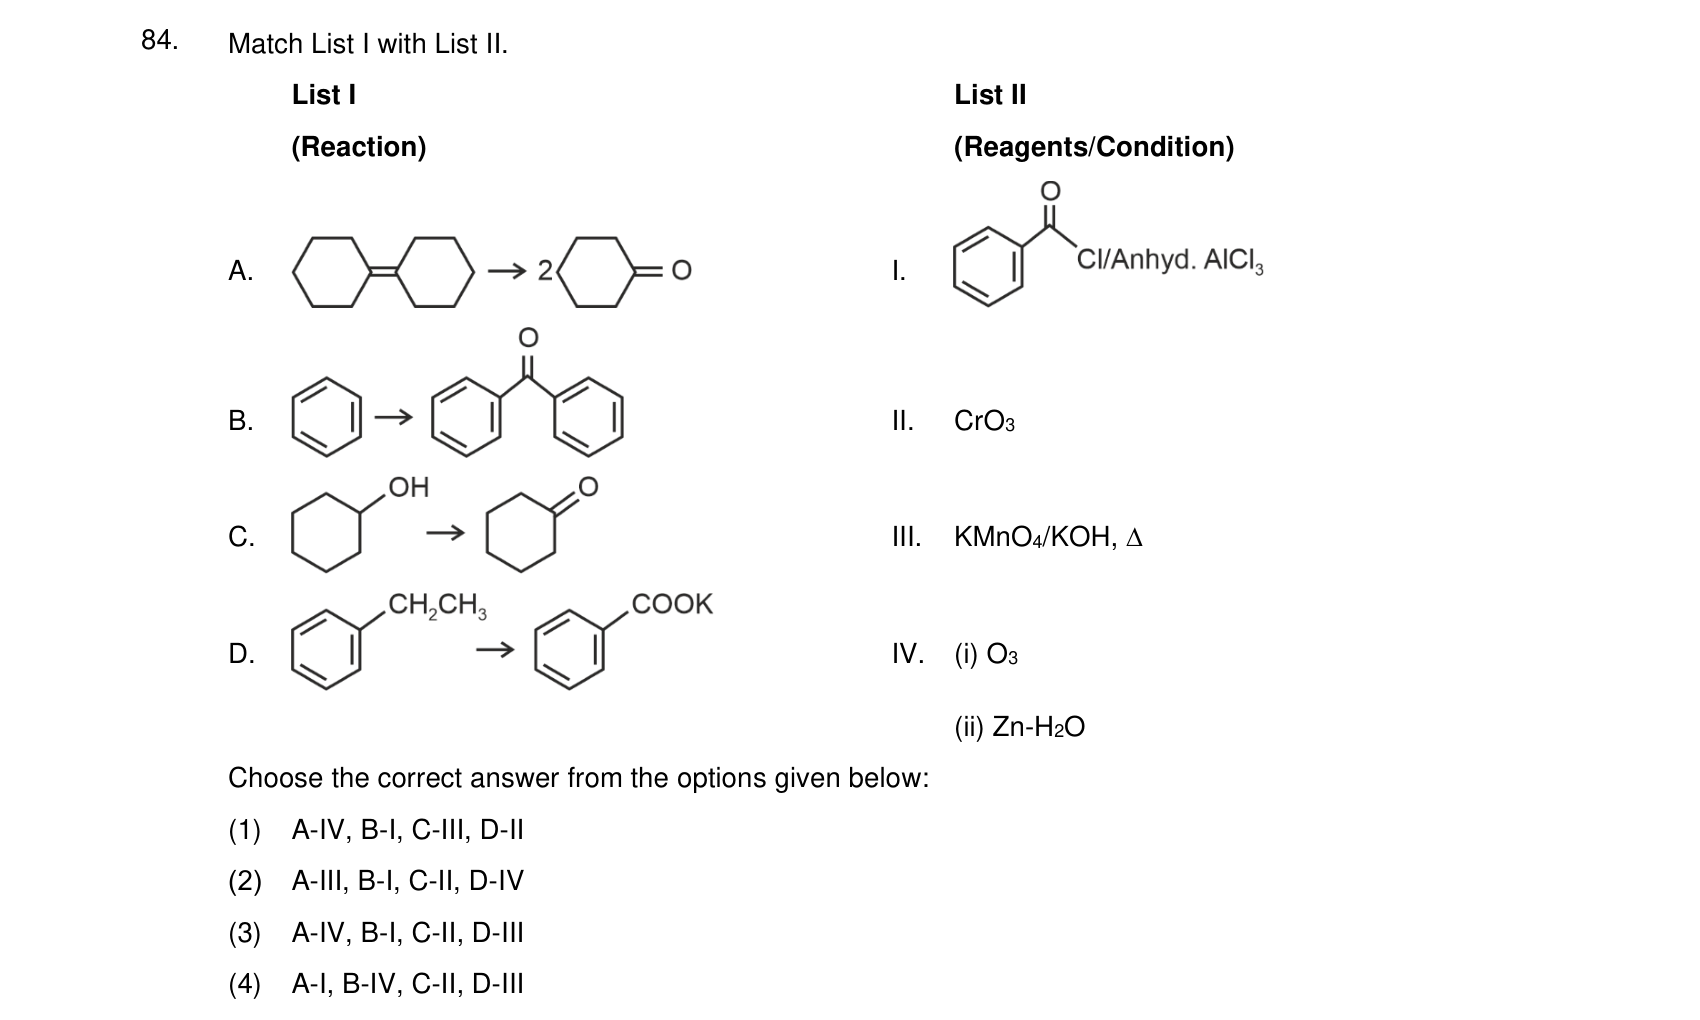 84. Match List I with List II.
List I List II
(Reaction) (Reagents/Condition)
A. → 2 O I. O Cl/Anhyd. AlCl₃
B. → O II. CrO₃
C. OH → O III. KMnO₄/KOH, Δ
D. CH₂CH₃ → COOK IV. (i) O₃
(ii) Zn-H₂O
Choose the correct answer from the options given below:
(1) A-IV, B-I, C-III, D-II
(2) A-III, B-I, C-II, D-IV
(3) A-IV, B-I, C-II, D-III
(4) A-I, B-IV, C-II, D-III